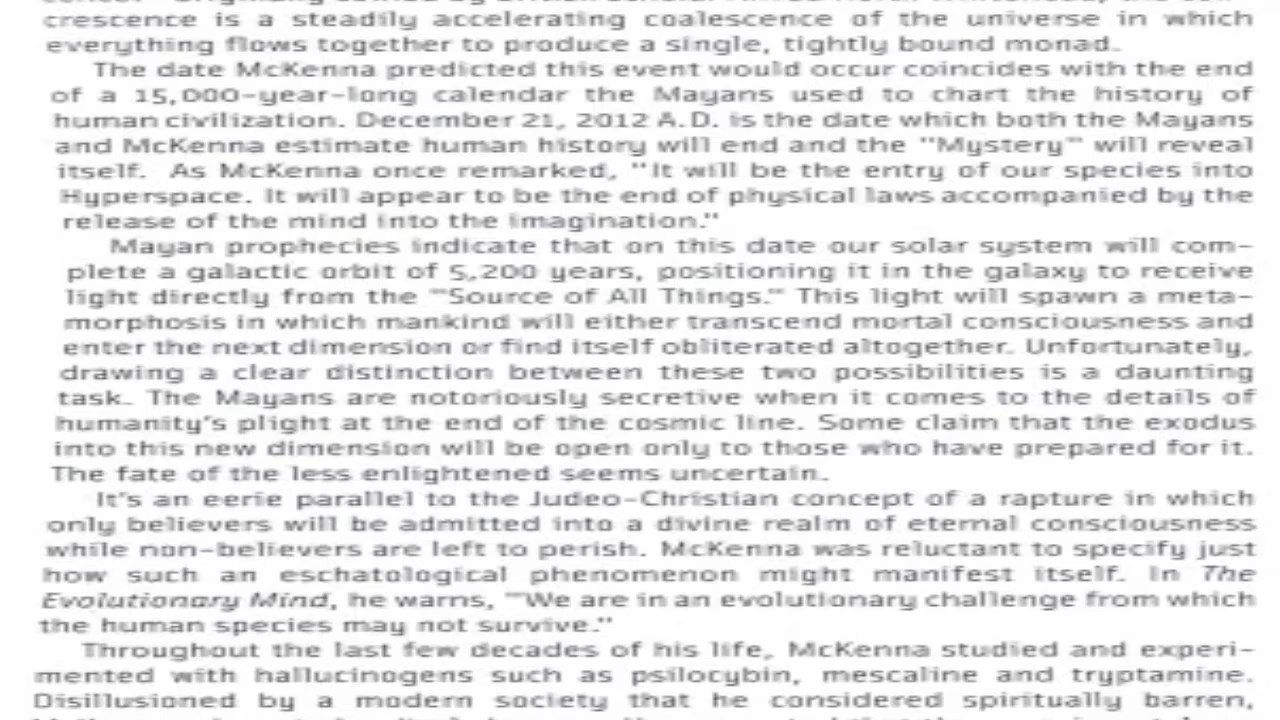 crescence is a steadily accelerating coalescence of the universe in which
everything flows together to produce a single, tightly bound monad.
The date McKenna predicted this event would occur coincides with the end
of a 15,000-year-long calendar the Mayans used to chart the history of
human civilization. December 21, 2012 A.D. is the date which both the Mayans
and McKenna estimate human history will end and the "Mystery" will reveal
itself. As McKenna once remarked, "It will be the entry of our species into
Hyperspace. It will appear to be the end of physical laws accompanied by the
release of the mind into the imagination."
Mayan prophecies indicate that on this date our solar system will com-
plete a galactic orbit of 5,200 years, positioning it in the galaxy to receive
light directly from the "Source of All Things." This light will spawn a meta-
morphosis in which mankind will either transcend mortal consciousness and
enter the next dimension or find itself obliterated altogether. Unfortunately,
drawing a clear distinction between these two possibilities is a daunting
task. The Mayans are notoriously secretive when it comes to the details of
humanity's plight at the end of the cosmic line. Some claim that the exodus
into this new dimension will be open only to those who have prepared for it.
The fate of the less enlightened seems uncertain.
It's an eerie parallel to the Judeo-Christian concept of a rapture in which
only believers will be admitted into a divine realm of eternal consciousness
while non-believers are left to perish. McKenna was reluctant to specify just
how such an eschatological phenomenon might manifest itself. In The
Evolutionary Mind, he warns, "We are in an evolutionary challenge from which
the human species may not survive."
Throughout the last few decades of his life, McKenna studied and experi-
mented with hallucinogens such as psilocybin, mescaline and tryptamine.
Disillusioned by a modern society that he considered spiritually barren,